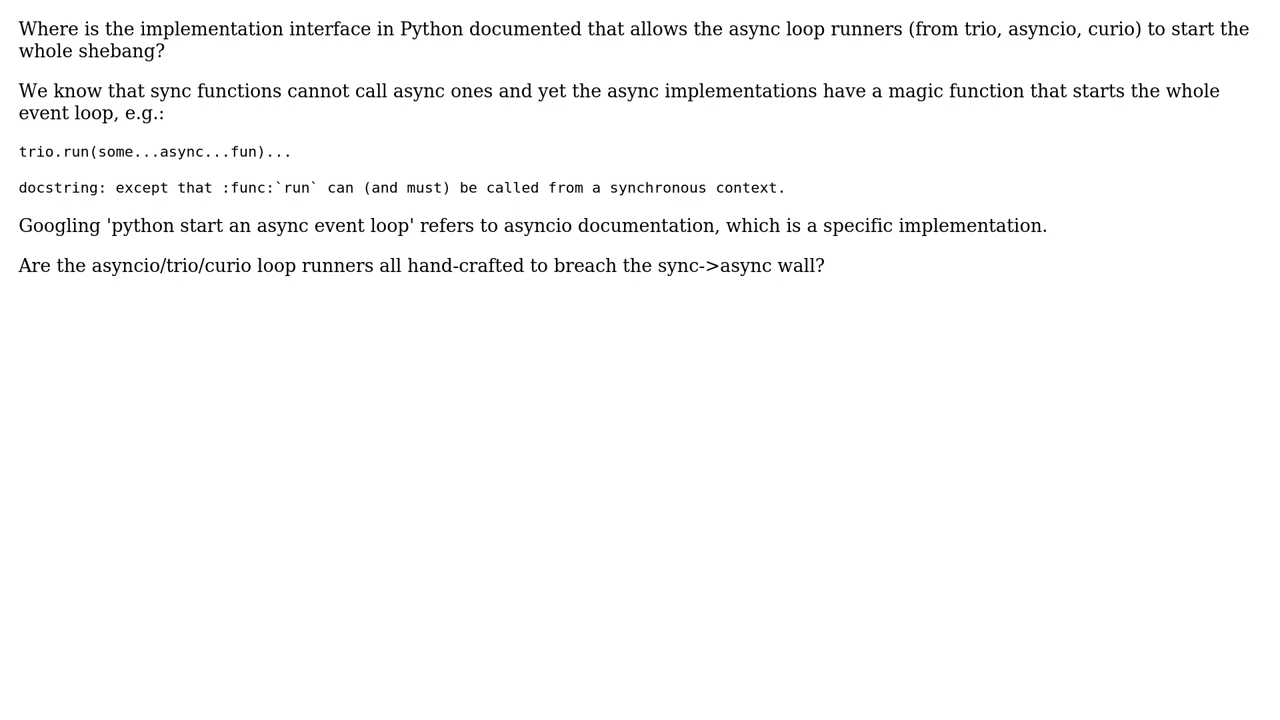 Where is the implementation interface in Python documented that allows the async loop runners (from trio, asyncio, curio) to start the
whole shebang?
We know that sync functions cannot call async ones and yet the async implementations have a magic function that starts the whole
event loop, e.g.:
trio.run(some...async...fun)...
docstring: except that :func:`run` can (and must) be called from a synchronous context.
Googling 'python start an async event loop' refers to asyncio documentation, which is a specific implementation.
Are the asyncio/trio/curio loop runners all hand-crafted to breach the sync->async wall?